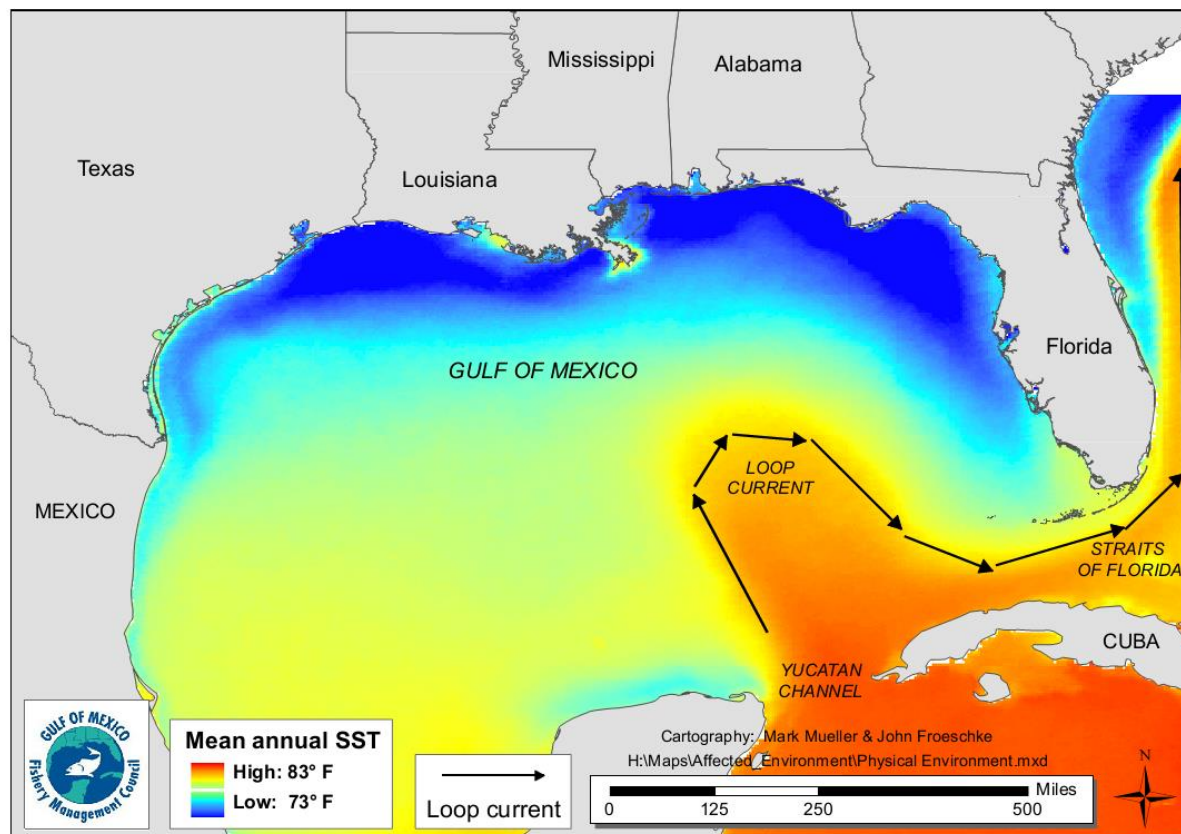 Mississippi
Alabama
Texas
Louisiana
Florida
GULF OF MEXICO
LOOP
CURRENT
MEXICO
STRAITS
OF FLORIDA
CUBA
YUCATAN
CHANNEL
GULF OF MEXICO
Fishery Management Council
Mean annual SST
High: 83° F
Low: 73° F
Loop current
Cartography: Mark Mueller & John Froeschke
H:\Maps\Affected_Environment\Physical Environment.mxd
Miles
0 125 250 500
N